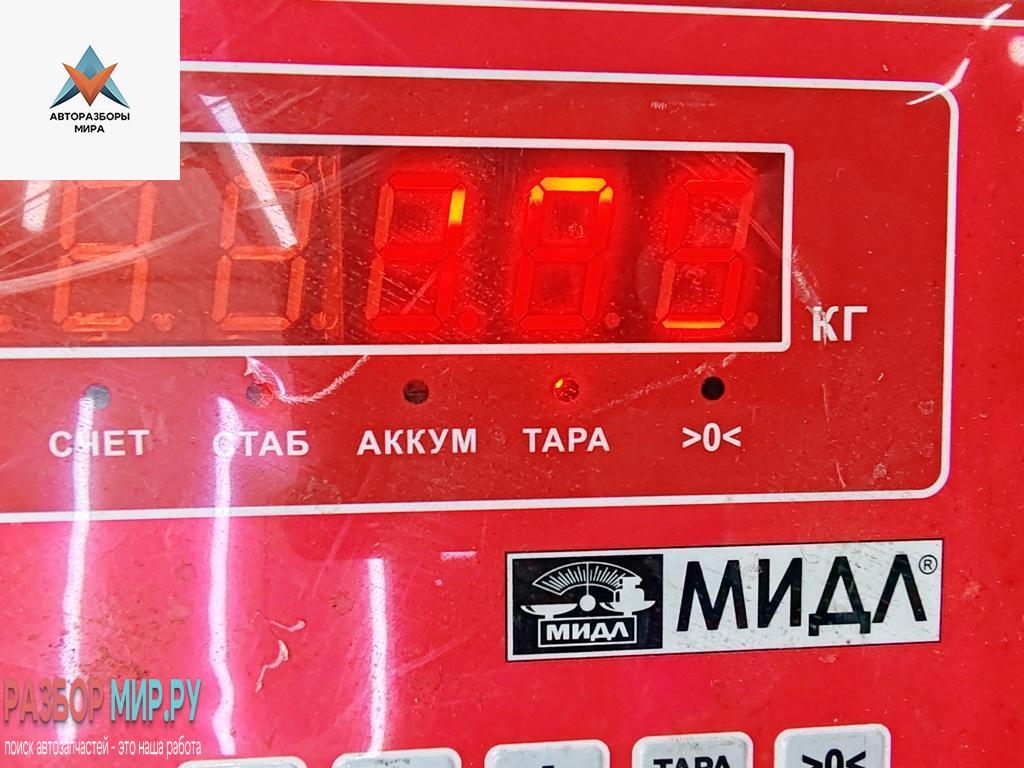 АВТОРАЗБОРЫ
МИРА
КГ
СЧЕТ СТАБ АККУМ ТАРА >0<
МИДЛ МИДЛ®
РАЗБОР МИР.РУ
поиск автозапчастей - это наша работа
ТАРА >0<